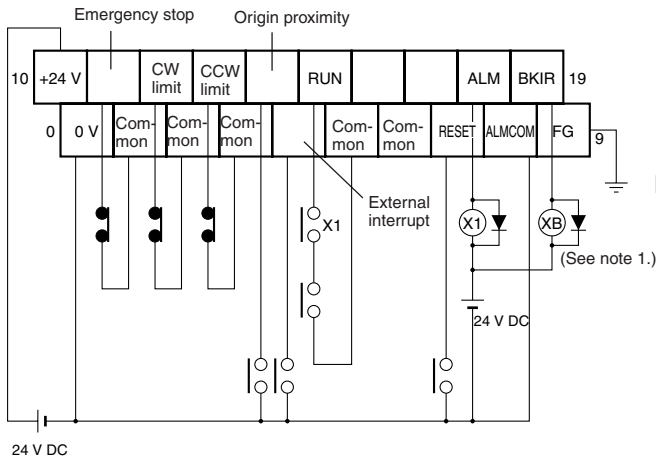 Emergency stop
Origin proximity
10
+24 V
CW
limit
CCW
limit
RUN
ALM
BKIR
19
0
0 V
Com-
mon
Com-
mon
Com-
mon
Com-
mon
Com-
mon
RESET
ALMCOM
FG
9
External
interrupt
X1
X1
XB
(See note 1.)
24 V DC
24 V DC